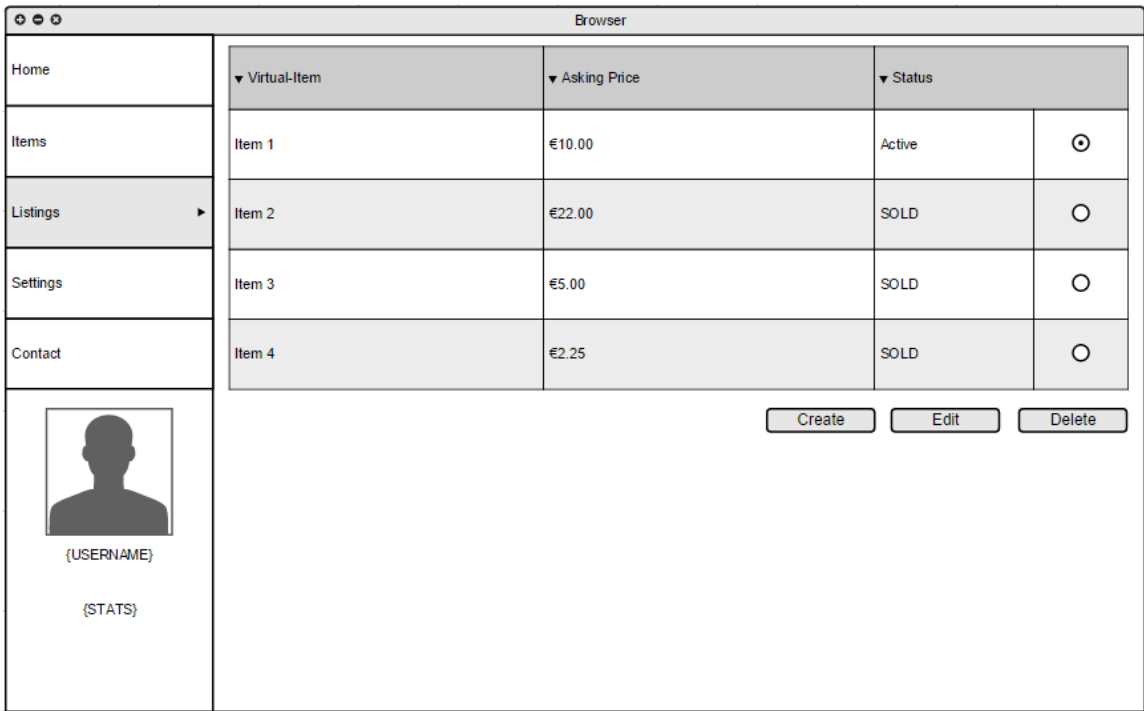 Browser
Home
Items
Listings
Settings
Contact
{USERNAME}
{STATS}
Virtual-Item Asking Price Status
Item 1 €10.00 Active
Item 2 €22.00 SOLD
Item 3 €5.00 SOLD
Item 4 €2.25 SOLD
Create Edit Delete